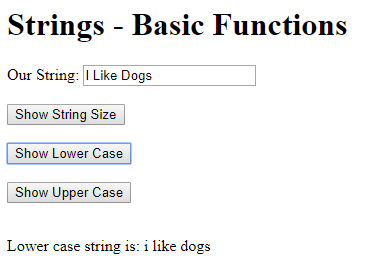 Strings - Basic Functions
Our String: I Like Dogs
Show String Size
Show Lower Case
Show Upper Case
Lower case string is: i like dogs